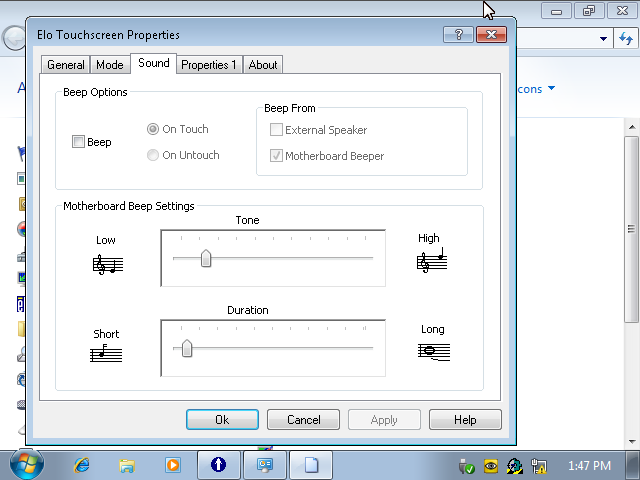 Elo Touchscreen Properties
General Mode Sound Properties 1 About
Beep Options
Beep
On Touch
On Untouch
Beep From
External Speaker
Motherboard Beeper
cons
Motherboard Beep Settings
Tone
Low
High
Duration
Short
Long
Ok Cancel Apply Help
1:47 PM